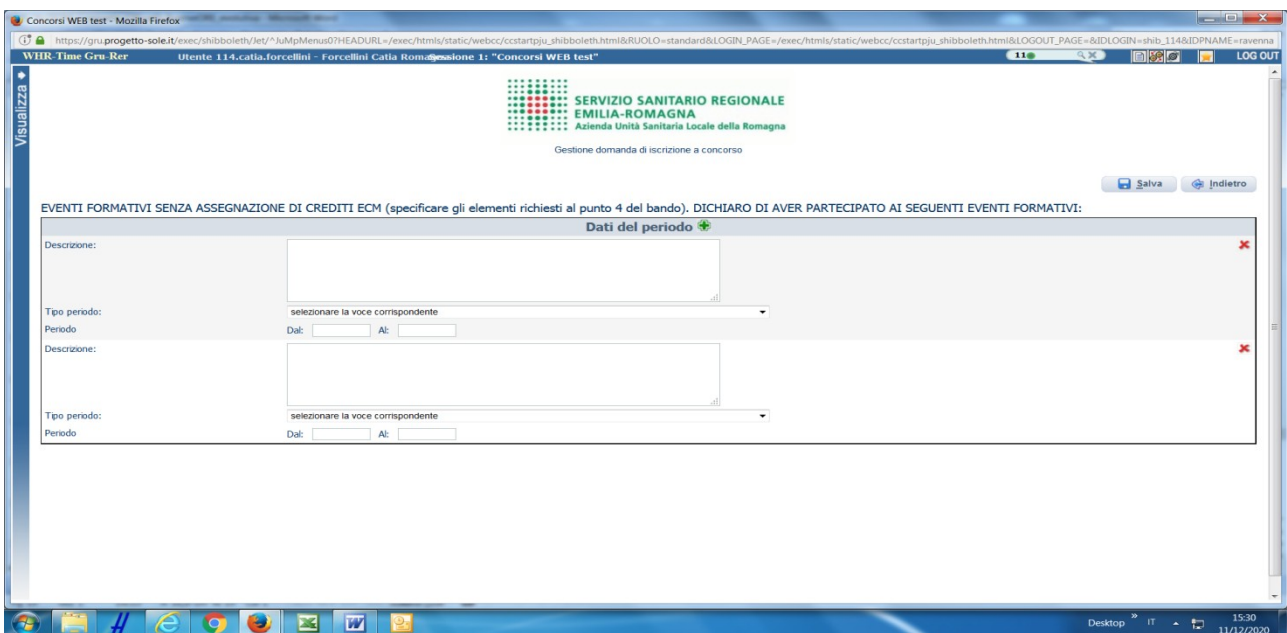 Concorsi WEB test - Mozilla Firefox
https://gru.progetto-sole.it/exec/shibboleth/Jet/^JuMpMenus0?HEADURL=/exec/htmls/static/webcc/ccstartpju_shibboleth.html&RUOLO=standard&LOGIN_PAGE=/exec/htmls/static/webcc/ccstartpju_shibboleth.html&LOGOUT_PAGE=&IDLOGIN=shib_114&IDPNAME=ravenna
WHR-Time Gru-Rer Utente 114.catia.forcellini - Forcellini Catia Sessione 1: "Concorsi WEB test" 11 LOG OUT
Visualizza
SERVIZIO SANITARIO REGIONALE
EMILIA-ROMAGNA
Azienda Unità Sanitaria Locale della Romagna
Gestione domanda di iscrizione a concorso
Salva Indietro
EVENTI FORMATIVI SENZA ASSEGNAZIONE DI CREDITI ECM (specificare gli elementi richiesti al punto 4 del bando). DICHIARO DI AVER PARTECIPATO AI SEGUENTI EVENTI FORMATIVI:
Dati del periodo
Descrizione:
Tipo periodo: selezionare la voce corrispondente
Periodo Dal: Al:
Descrizione:
Tipo periodo: selezionare la voce corrispondente
Periodo Dal: Al:
Desktop » IT 15:30
11/12/2020